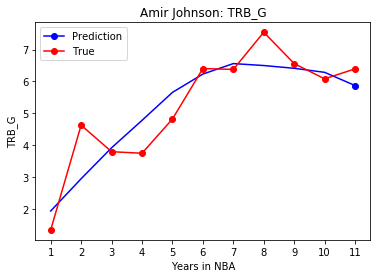 Amir Johnson: TRB_G
Prediction
True
7
6
5
4
3
2
TRB_G
1 2 3 4 5 6 7 8 9 10 11
Years in NBA